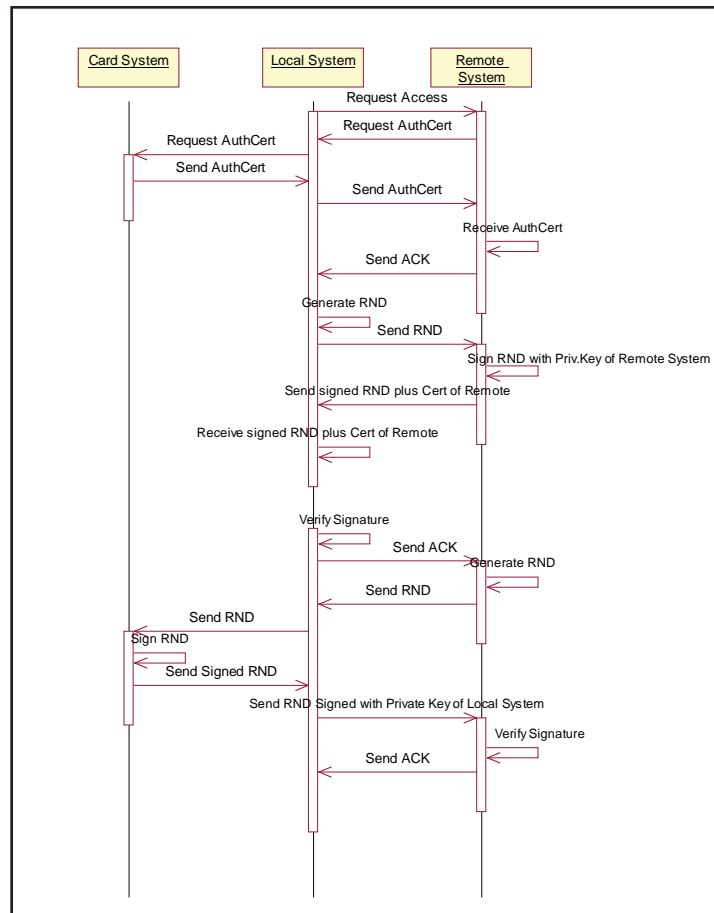 Card System
Local System
Remote
System
Request Access
Request AuthCert
Request AuthCert
Send AuthCert
Send AuthCert
Receive AuthCert
Send ACK
Generate RND
Send RND
Sign RND with Priv.Key of Remote System
Send signed RND plus Cert of Remote
Receive signed RND plus Cert of Remote
Verify Signature
Send ACK
Generate RND
Send RND
Send RND
Sign RND
Send Signed RND
Send RND Signed with Private Key of Local System
Verify Signature
Send ACK